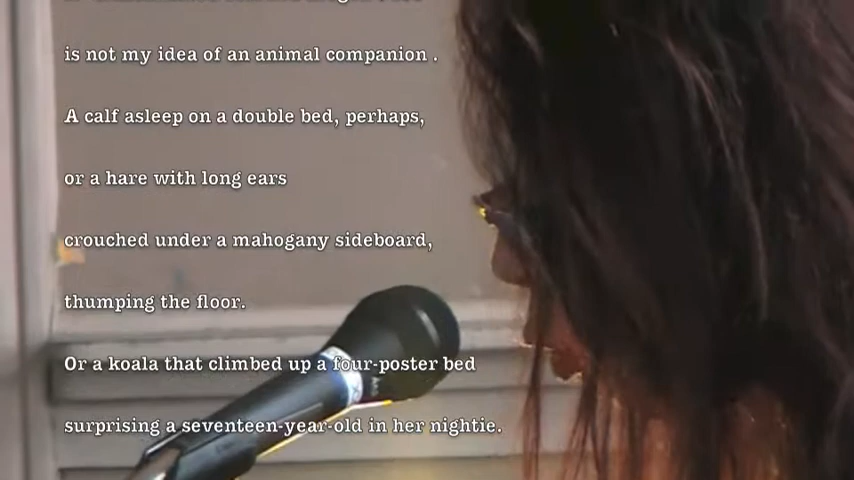 is not my idea of an animal companion .
A calf asleep on a double bed, perhaps,
or a hare with long ears
crouched under a mahogany sideboard,
thumping the floor.
Or a koala that climbed up a four-poster bed
surprising a seventeen-year-old in her nightie.